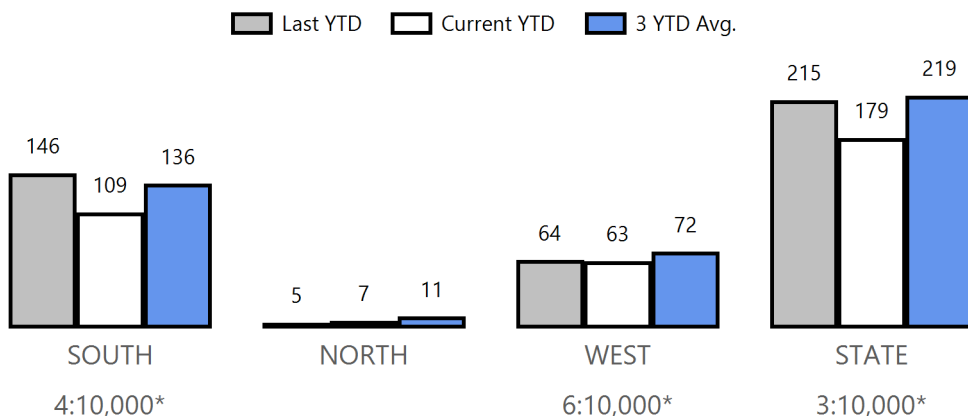 Last YTD Current YTD 3 YTD Avg.
146 109 136 5 7 11 64 63 72 215 179 219
SOUTH NORTH WEST STATE
4:10,000* 6:10,000* 3:10,000*